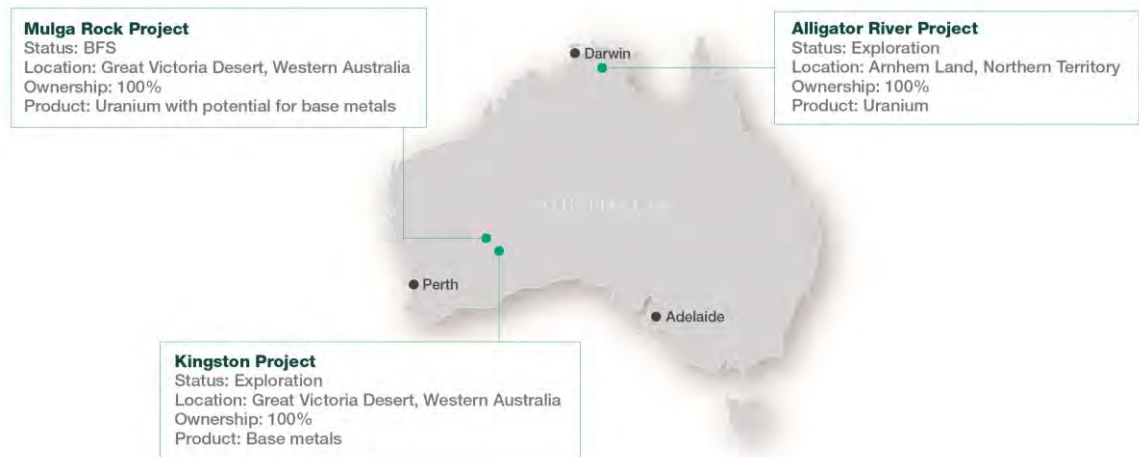 Mulga Rock Project
Status: BFS
Location: Great Victoria Desert, Western Australia
Ownership: 100%
Product: Uranium with potential for base metals
Alligator River Project
Status: Exploration
Location: Arnhem Land, Northern Territory
Ownership: 100%
Product: Uranium
Darwin
Perth
Adelaide
Kingston Project
Status: Exploration
Location: Great Victoria Desert, Western Australia
Ownership: 100%
Product: Base metals